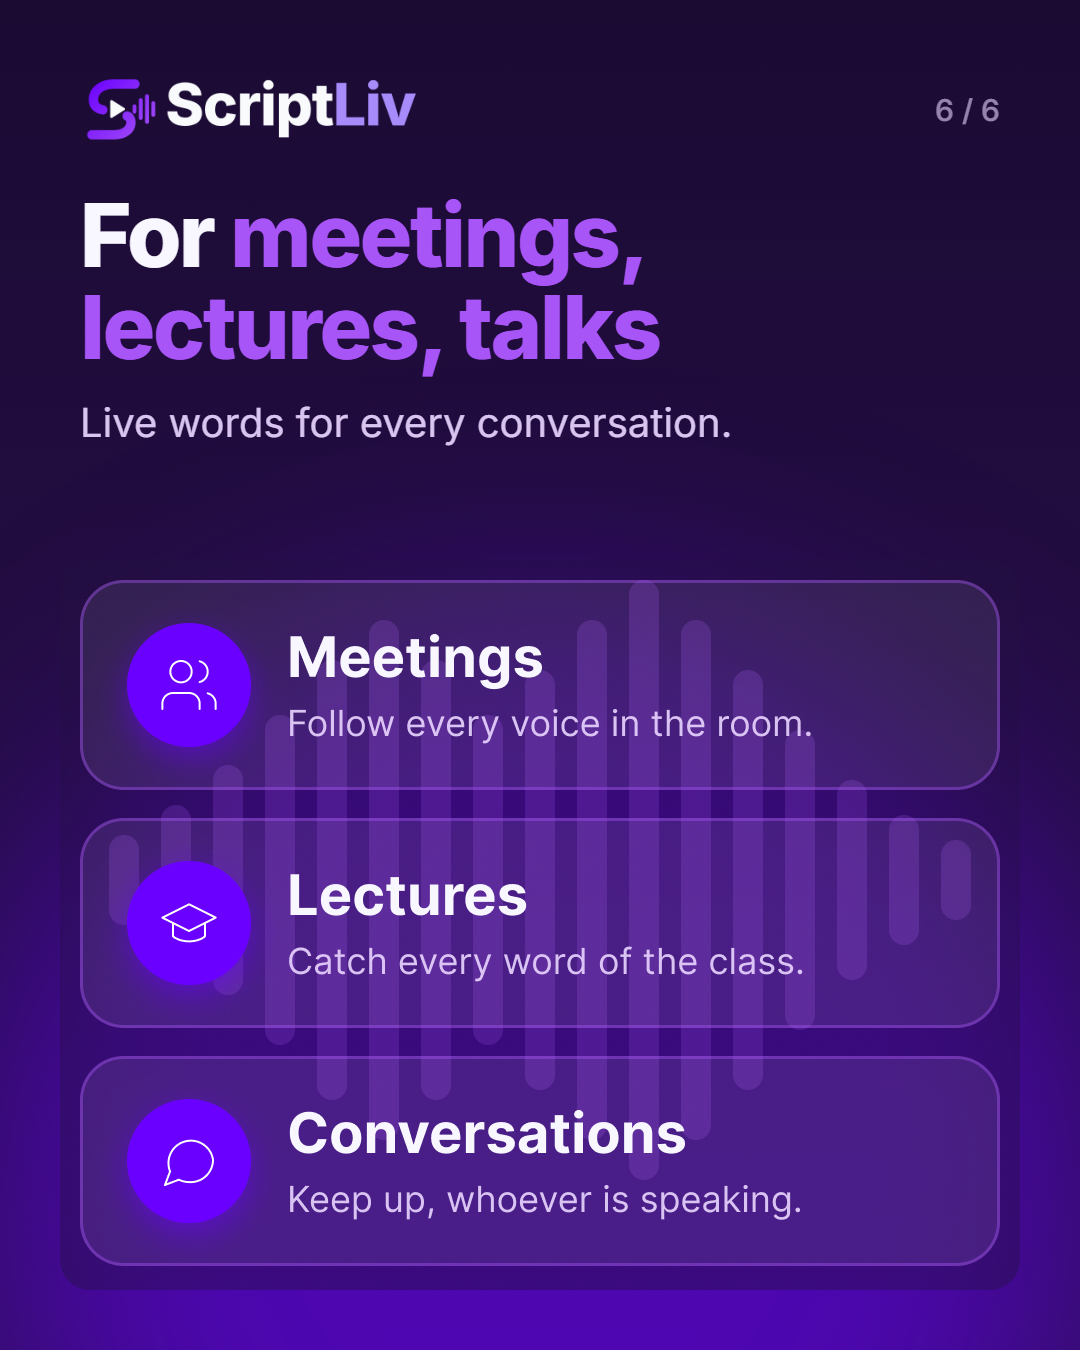 ScriptLiv
6 / 6
For meetings,
lectures, talks
Live words for every conversation.
Meetings
Follow every voice in the room.
Lectures
Catch every word of the class.
Conversations
Keep up, whoever is speaking.